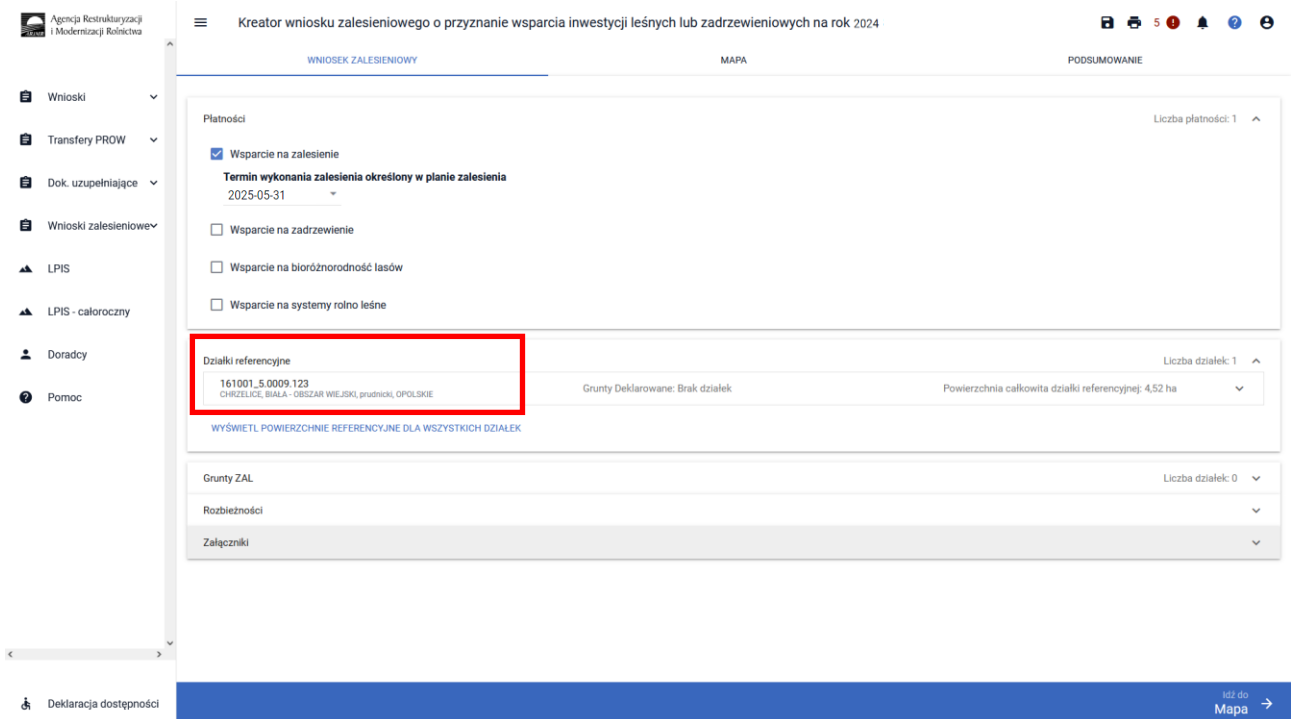 Agencja Restrukturyzacji
i Modernizacji Rolnictwa
Kreator wniosku zalesieniowego o przyznanie wsparcia inwestycji leśnych lub zadrzewieniowych na rok 2024
5
WNIOSEK ZALESIENIOWY
MAPA
PODSUMOWANIE
Wnioski
Transfery PROW
Dok. uzupełniające
Wnioski zalesieniowe
LPIS
LPIS - całoroczny
Doradcy
Pomoc
Deklaracja dostępności
Płatności
Liczba płatności: 1
Wsparcie na zalesienie
Termin wykonania zalesienia określony w planie zalesienia
2025-05-31
Wsparcie na zadrzewienie
Wsparcie na bioróżnorodność lasów
Wsparcie na systemy rolno leśne
Działki referencyjne
Liczba działek: 1
161001_5.0009.123
CHRZELICE, BIAŁA - OBSZAR WIEJSKI, prudnicki, OPOLSKIE
Grunty Deklarowane: Brak działek
Powierzchnia całkowita działki referencyjnej: 4,52 ha
WYŚWIETL POWIERZCHNIE REFERENCYJNE DLA WSZYSTKICH DZIAŁEK
Grunty ZAL
Liczba działek: 0
Rozbieżności
Załączniki
Idź do
Mapa